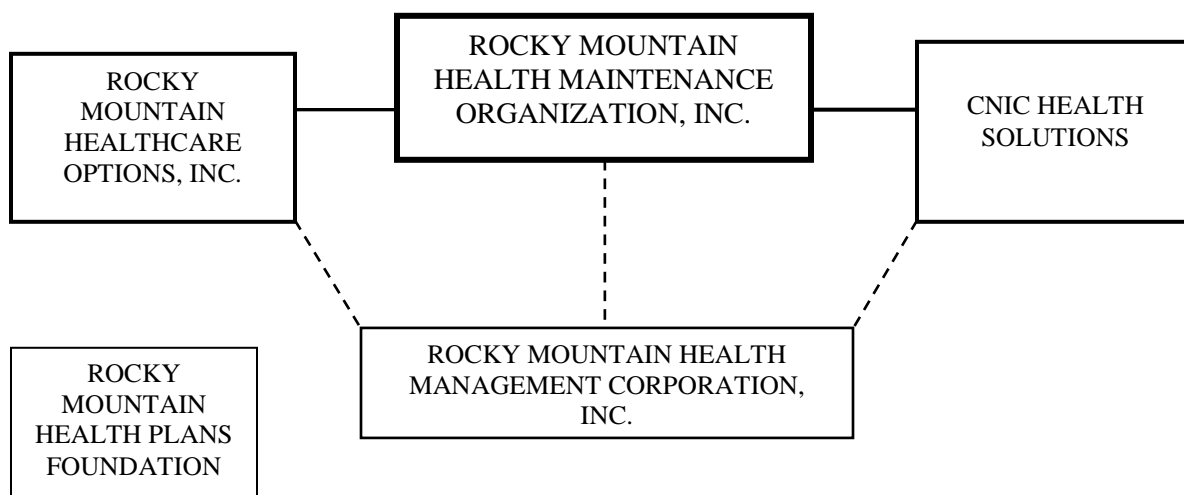 ROCKY MOUNTAIN
HEALTH MAINTENANCE
ORGANIZATION, INC.
ROCKY
MOUNTAIN
HEALTHCARE
OPTIONS, INC.
CNIC HEALTH
SOLUTIONS
ROCKY MOUNTAIN HEALTH
MANAGEMENT CORPORATION,
INC.
ROCKY
MOUNTAIN
HEALTH PLANS
FOUNDATION